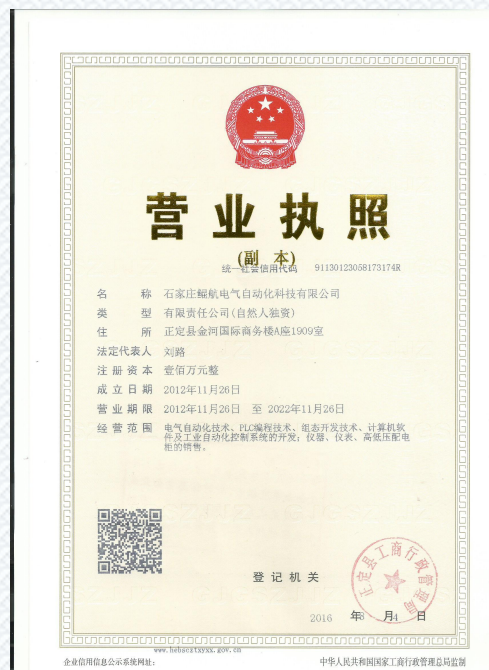 营业执照
(副 本)
统一社会信用代码 91130123058173174R
名 称 石家庄鲲航电气自动化科技有限公司
类 型 有限责任公司(自然人独资)
住 所 正定县金河国际商务楼A座1909室
法定代表人 刘路
注册资本 壹佰万元整
成立日期 2012年11月26日
营业期限 2012年11月26日 至 2022年11月26日
经营范围 电气自动化技术、PLC编程技术、组态开发技术、计算机软
件及工业自动化控制系统的开发；仪器、仪表、高低压配电
柜的销售。
正定县工商行政管理局
登记机关
2016 年 8 月 4 日
www.hebscztxyxx.gov.cn
企业信用信息公示系统网址：
中华人民共和国国家工商行政管理总局监制